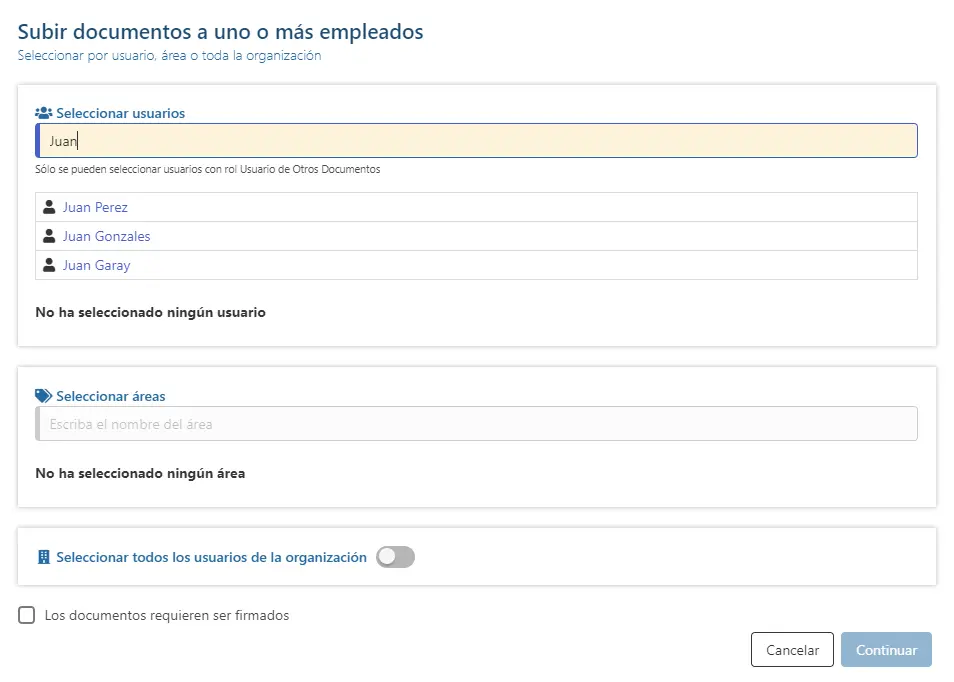 Subir documentos a uno o más empleados
Seleccionar por usuario, área o toda la organización
Seleccionar usuarios
Juan
Sólo se pueden seleccionar usuarios con rol Usuario de Otros Documentos
Juan Perez
Juan Gonzales
Juan Garay
No ha seleccionado ningún usuario
Seleccionar áreas
Escriba el nombre del área
No ha seleccionado ningún área
Seleccionar todos los usuarios de la organización
Los documentos requieren ser firmados
Cancelar
Continuar